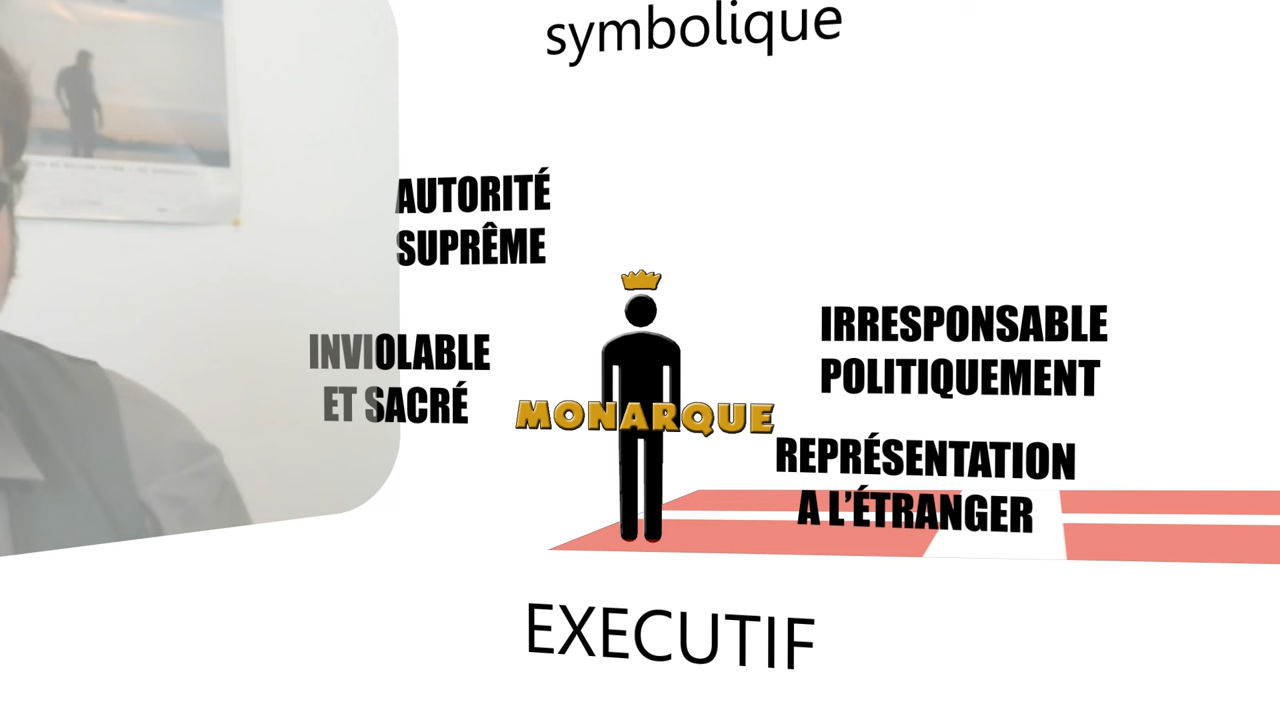 symbolique
AUTORITÉ
SUPRÊME
INVIOLABLE
ET SACRÉ
MONARQUE
IRRESPONSABLE
POLITIQUEMENT
REPRÉSENTATION
A L'ÉTRANGER
EXECUTIF